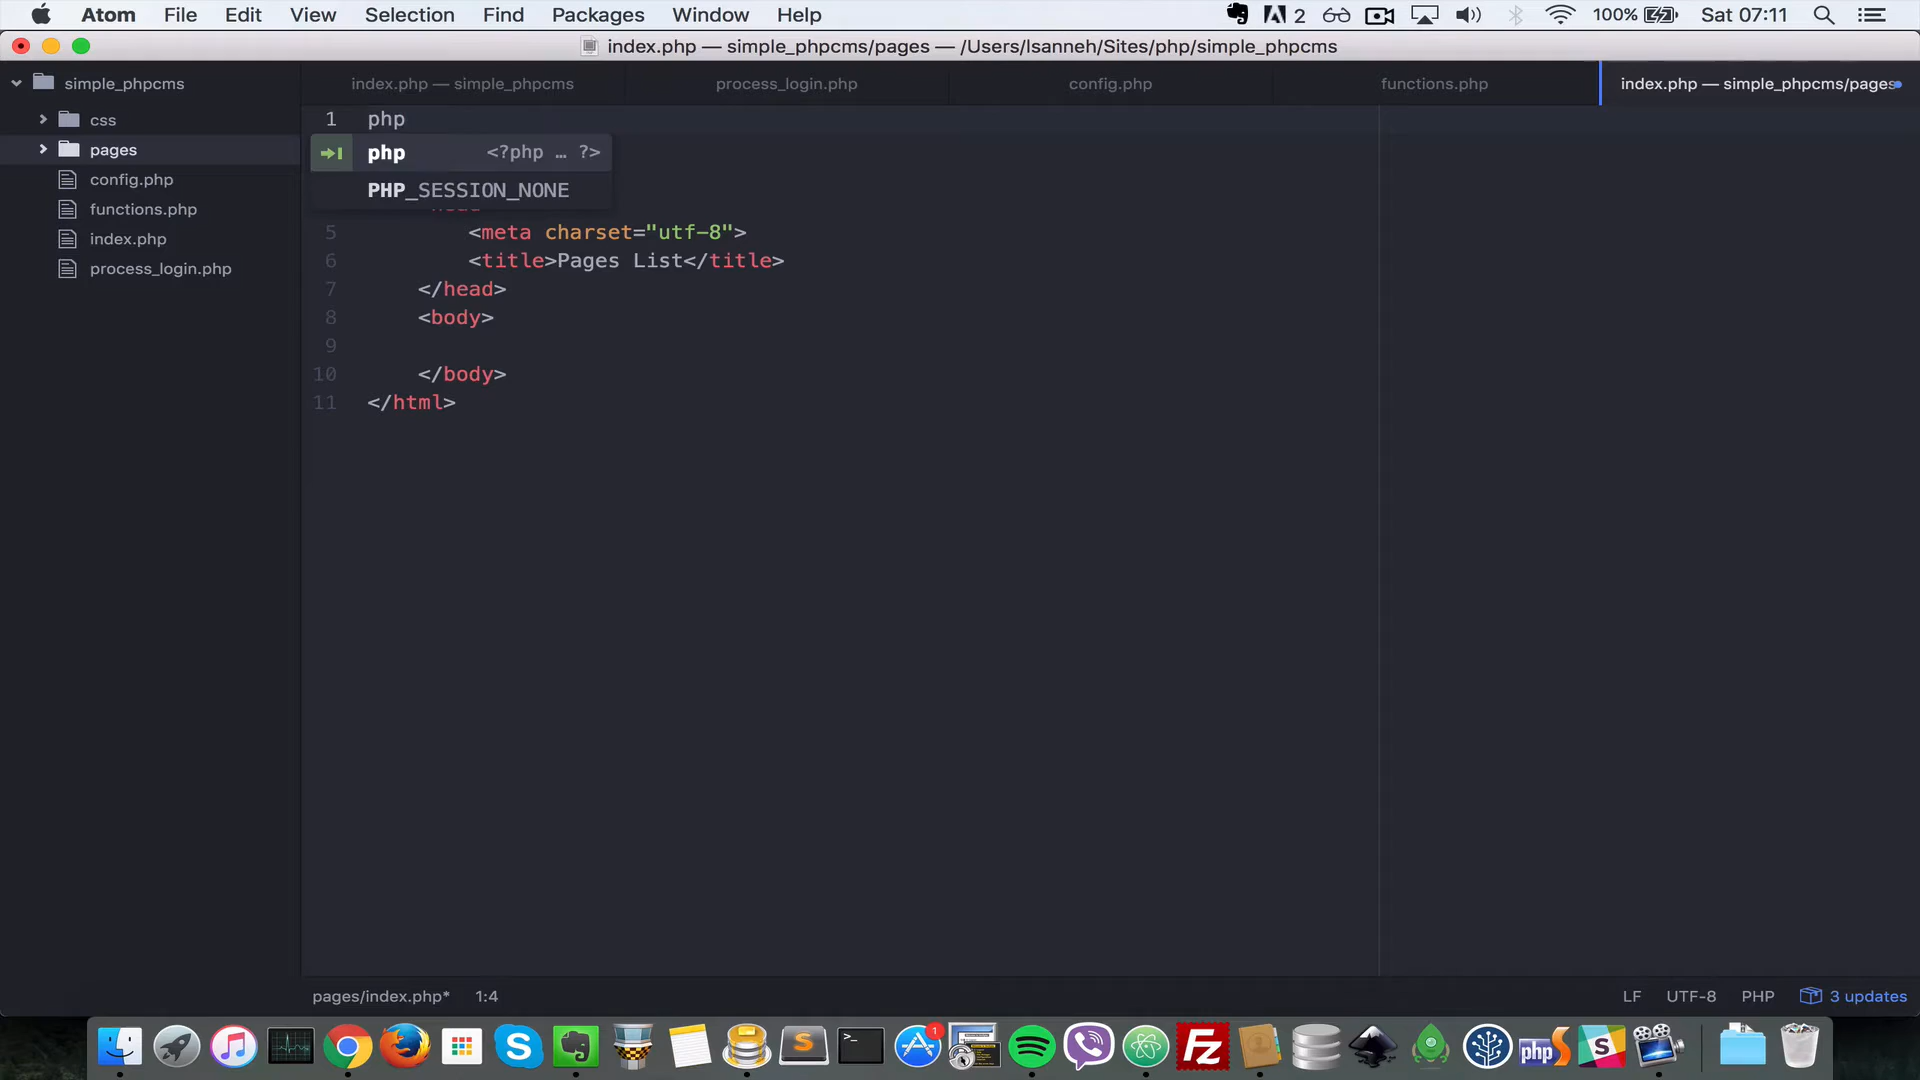 Atom File Edit View Selection Find Packages Window Help 2 100% Sat 07:11
index.php — simple_phpcms/pages — /Users/lsanneh/Sites/php/simple_phpcms
simple_phpcms
css
pages
config.php
functions.php
index.php
process_login.php
index.php — simple_phpcms process_login.php config.php functions.php index.php — simple_phpcms/pages
1 php
php <?php … ?>
PHP_SESSION_NONE
5 <meta charset="utf-8">
6 <title>Pages List</title>
7 </head>
8 <body>
9
10 </body>
11 </html>
pages/index.php* 1:4 LF UTF-8 PHP 3 updates
1
php